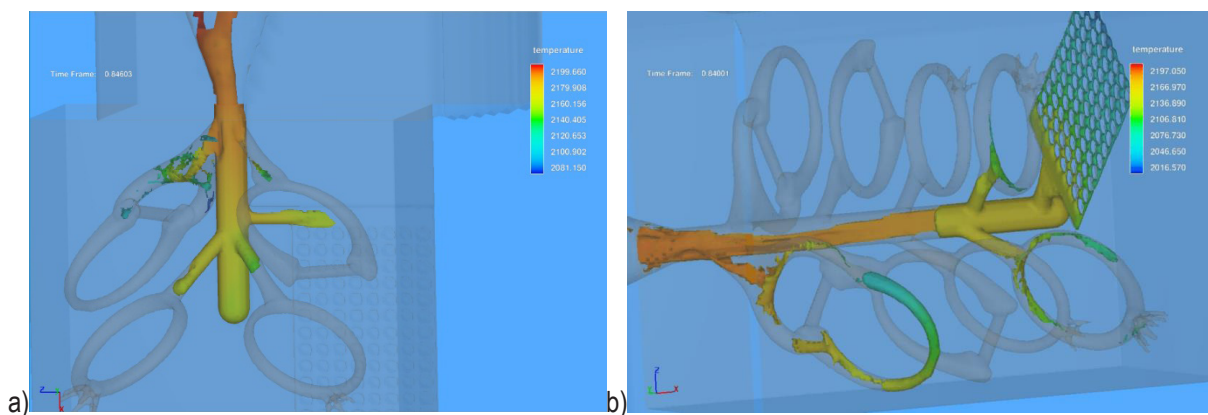 temperature
Time Frame: 0.84603
2199.660
2179.908
2160.156
2140.405
2120.653
2100.902
2081.150
Z
X
a)
temperature
Time Frame: 0.84001
2197.050
2166.970
2136.890
2106.810
2076.730
2046.650
2016.570
Z
X
b)